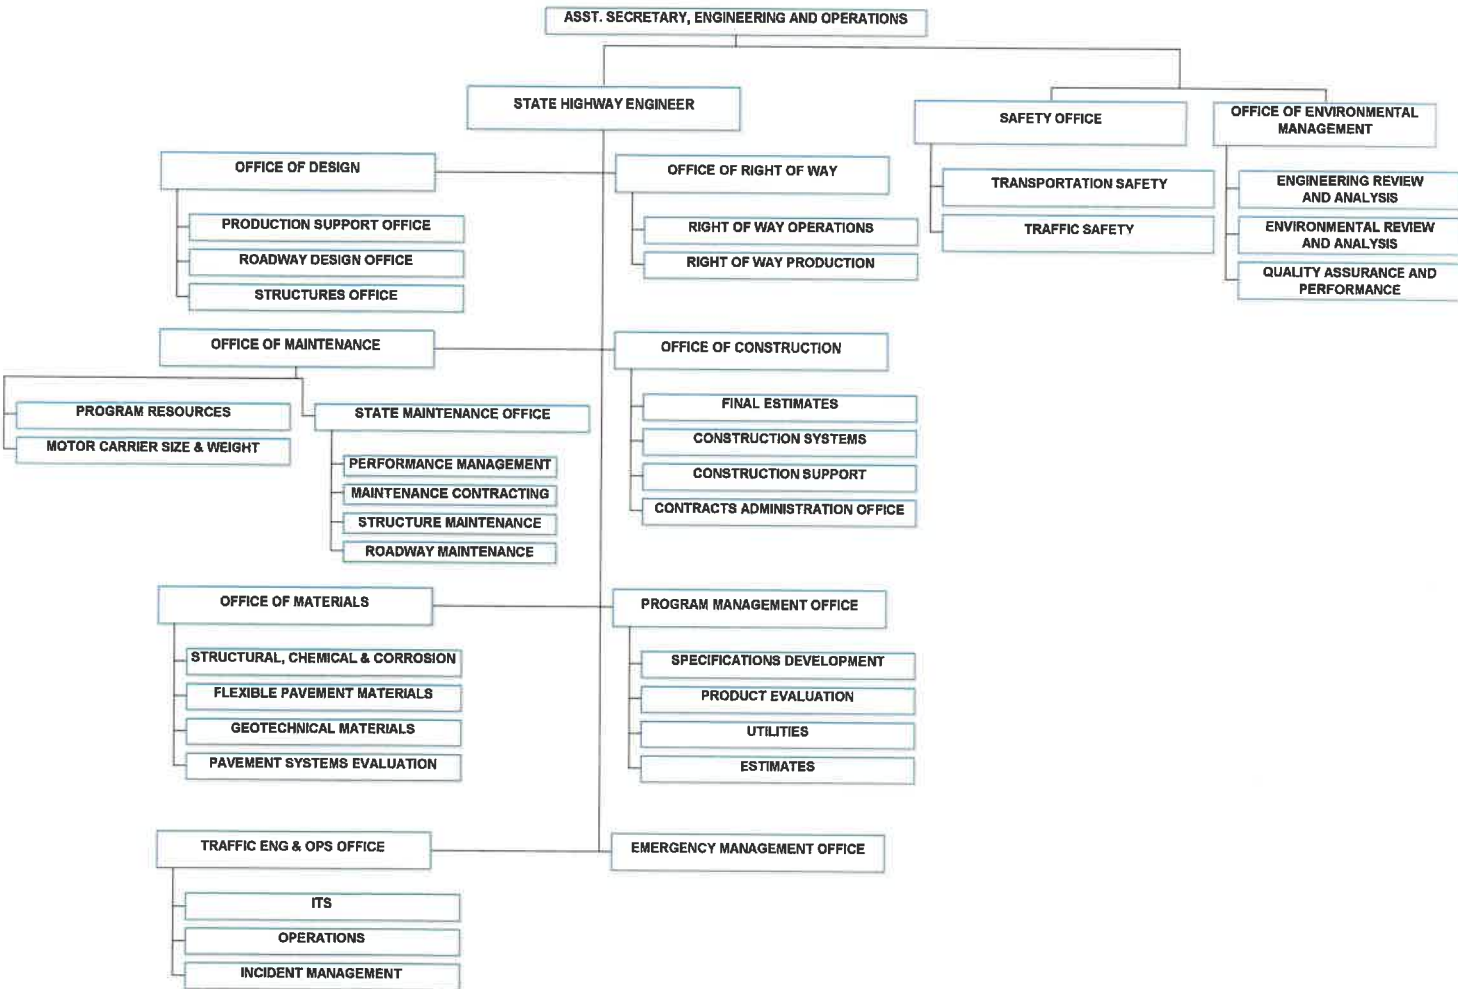 ASST. SECRETARY, ENGINEERING AND OPERATIONS
STATE HIGHWAY ENGINEER
SAFETY OFFICE
OFFICE OF ENVIRONMENTAL
MANAGEMENT
TRANSPORTATION SAFETY
TRAFFIC SAFETY
ENGINEERING REVIEW
AND ANALYSIS
ENVIRONMENTAL REVIEW
AND ANALYSIS
QUALITY ASSURANCE AND
PERFORMANCE
OFFICE OF DESIGN
PRODUCTION SUPPORT OFFICE
ROADWAY DESIGN OFFICE
STRUCTURES OFFICE
OFFICE OF RIGHT OF WAY
RIGHT OF WAY OPERATIONS
RIGHT OF WAY PRODUCTION
OFFICE OF MAINTENANCE
PROGRAM RESOURCES
MOTOR CARRIER SIZE & WEIGHT
STATE MAINTENANCE OFFICE
PERFORMANCE MANAGEMENT
MAINTENANCE CONTRACTING
STRUCTURE MAINTENANCE
ROADWAY MAINTENANCE
OFFICE OF CONSTRUCTION
FINAL ESTIMATES
CONSTRUCTION SYSTEMS
CONSTRUCTION SUPPORT
CONTRACTS ADMINISTRATION OFFICE
OFFICE OF MATERIALS
STRUCTURAL, CHEMICAL & CORROSION
FLEXIBLE PAVEMENT MATERIALS
GEOTECHNICAL MATERIALS
PAVEMENT SYSTEMS EVALUATION
PROGRAM MANAGEMENT OFFICE
SPECIFICATIONS DEVELOPMENT
PRODUCT EVALUATION
UTILITIES
ESTIMATES
TRAFFIC ENG & OPS OFFICE
ITS
OPERATIONS
INCIDENT MANAGEMENT
EMERGENCY MANAGEMENT OFFICE